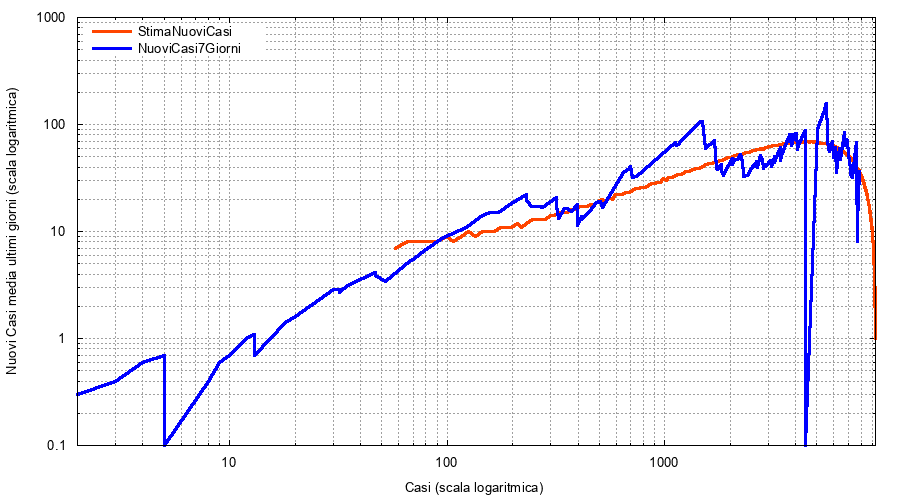 1000
StimaNuoviCasi
NuoviCasi7Giorni
100
10
1
0.1
Nuovi Casi media ultimi giorni (scala logaritmica)
10
100
1000
Casi (scala logaritmica)